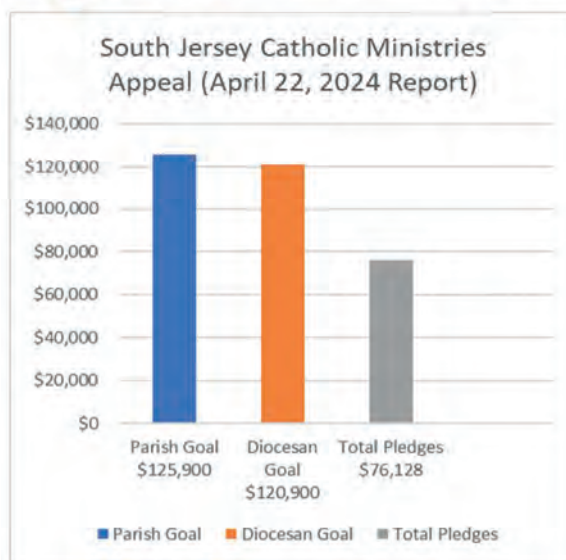 South Jersey Catholic Ministries
Appeal (April 22, 2024 Report)
$140,000
$120,000
$100,000
$80,000
$60,000
$40,000
$20,000
$0
Parish Goal
$125,900
Diocesan
Goal
$120,900
Total Pledges
$76,128
Parish Goal
Diocesan Goal
Total Pledges